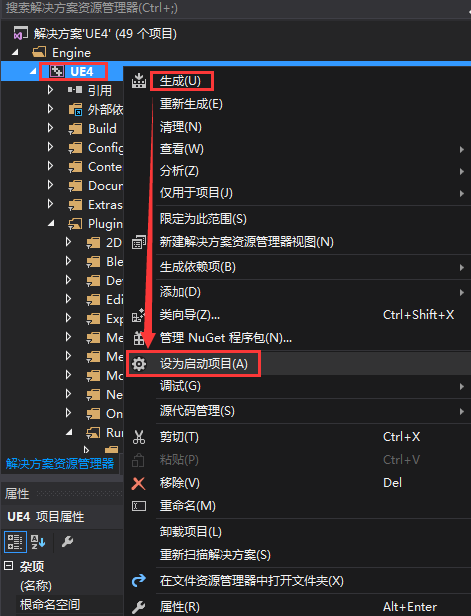 搜索解决方案资源管理器(Ctrl+;)
解决方案'UE4' (49 个项目)
Engine
UE4
引用
外部依
Build
Config
Conte
Docum
Extras
Plugin
2D
Ble
Dev
Edi
Exp
Me
Me
Mo
Ne
On
Run
生成(U)
重新生成(E)
清理(N)
查看(W)
分析(Z)
仅用于项目(J)
限定为此范围(S)
新建解决方案资源管理器视图(N)
生成依赖项(B)
添加(D)
类向导(Z)... Ctrl+Shift+X
管理 NuGet 程序包(N)...
设为启动项目(A)
调试(G)
源代码管理(S)
剪切(T) Ctrl+X
粘贴(P) Ctrl+V
移除(V) Del
重命名(M)
卸载项目(L)
重新扫描解决方案(S)
在文件资源管理器中打开文件夹(X)
属性(R) Alt+Enter
解决方案资源管理器
属性
UE4 项目属性
杂项
(名称)
根命名空间